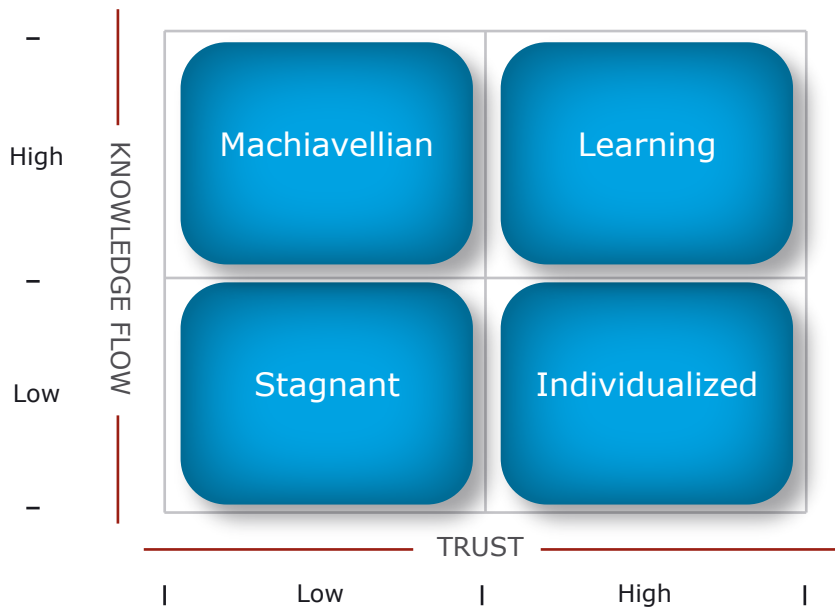 High
Machiavellian
Learning
KNOWLEDGE FLOW
Low
Stagnant
Individualized
TRUST
Low
High